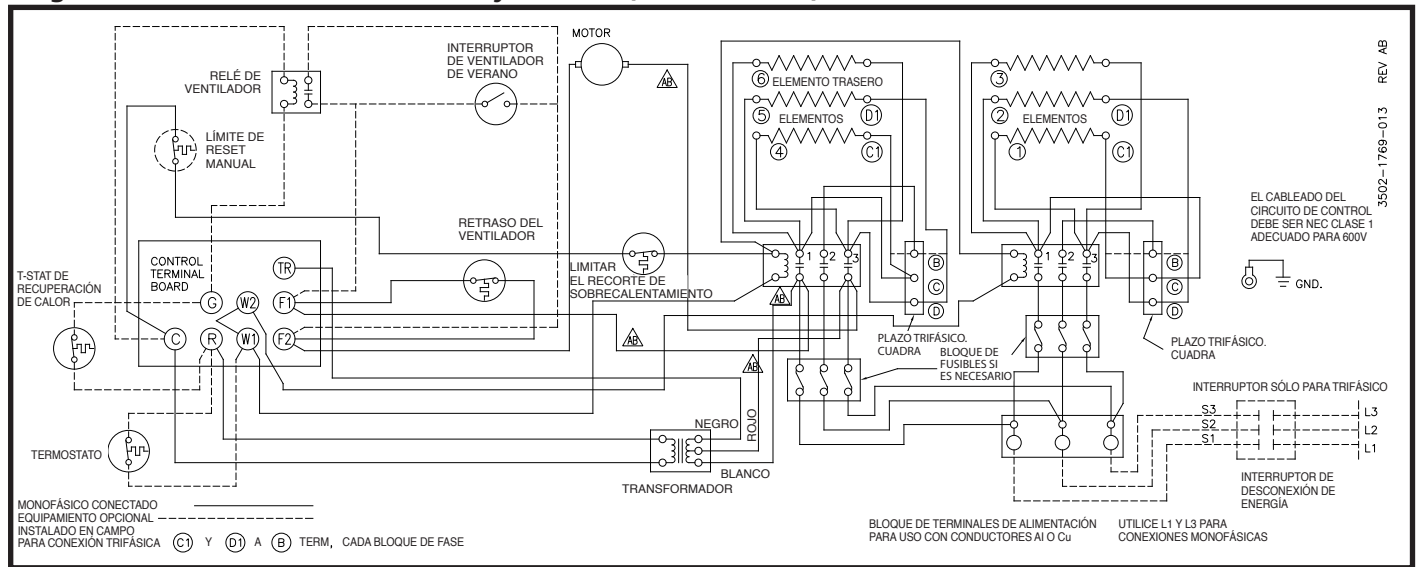 MOTOR
INTERRUPTOR
DE VENTILADOR
DE VERANO
RELÉ DE
VENTILADOR
LÍMITE DE
RESET
MANUAL
AB
6
ELEMENTO TRASERO
5
ELEMENTOS
D1
4
C1
3
2
ELEMENTOS
D1
1
C1
3502-1769-013 REV AB
EL CABLEADO DEL
CIRCUITO DE CONTROL
DEBE SER NEC CLASE 1
ADECUADO PARA 600V
GND.
RETRASO DEL
VENTILADOR
LIMITAR
EL RECORTE DE
SOBRECALENTAMIENTO
1 2 3
B
C
D
1 2 3
B
C
D
T-STAT DE
RECUPERACIÓN
DE CALOR
CONTROL
TERMINAL
BOARD
TR
G
W2
F1
C
R
W1
F2
AB
AB
AB
PLAZO TRIFÁSICO.
CUADRA
BLOQUE DE
FUSIBLES SI
ES NECESARIO
PLAZO TRIFÁSICO.
CUADRA
INTERRUPTOR SÓLO PARA TRIFÁSICO
S3
S2
S1
L3
L2
L1
INTERRUPTOR DE
DESCONEXIÓN DE
ENERGÍA
TERMOSTATO
NEGRO
ROJO
BLANCO
TRANSFORMADOR
MONOFÁSICO CONECTADO
EQUIPAMIENTO OPCIONAL
INSTALADO EN CAMPO
PARA CONEXIÓN TRIFÁSICA C1 Y D1 A B TERM, CADA BLOQUE DE FASE
BLOQUE DE TERMINALES DE ALIMENTACIÓN
PARA USO CON CONDUCTORES Al O Cu
UTILICE L1 Y L3 PARA
CONEXIONES MONOFÁSICAS